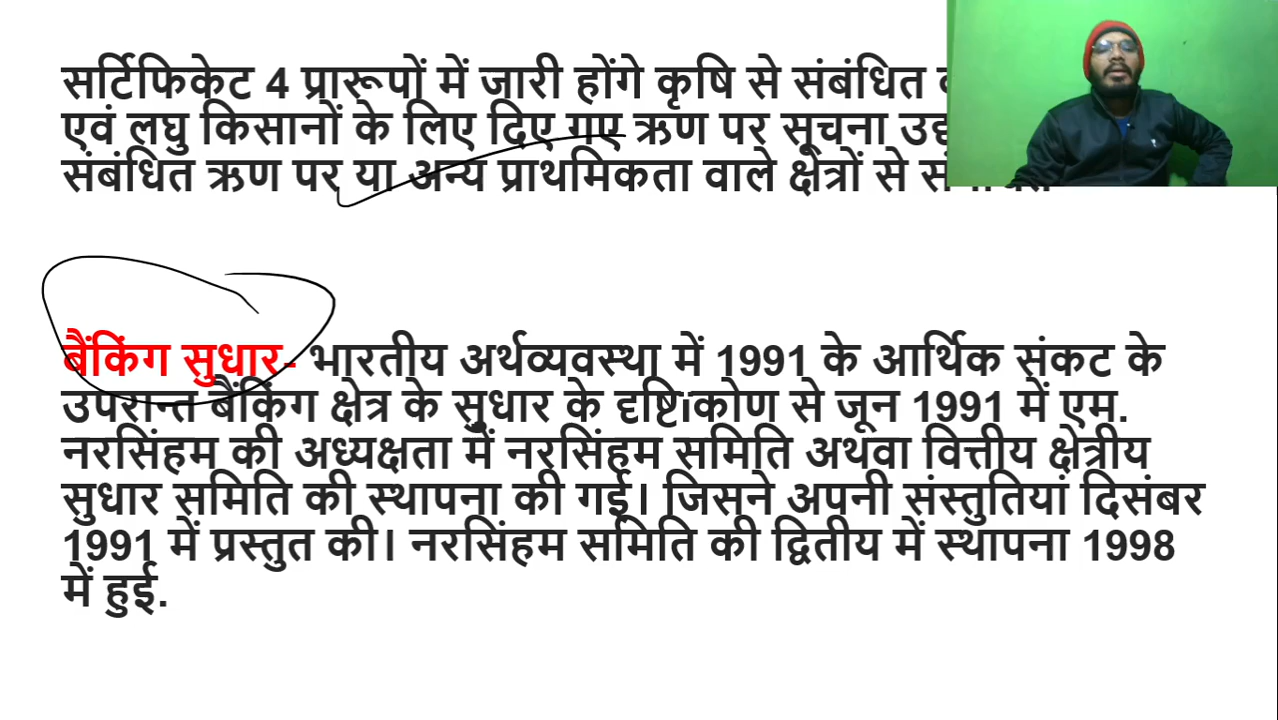 सर्टिफिकेट 4 प्रारूपों में जारी होंगे कृषि से संबंधित
एवं लघु किसानों के लिए दिए गए ऋण पर सूचना
संबंधित ऋण पर या अन्य प्राथमिकता वाले क्षेत्रों से
बैंकिंग सुधार- भारतीय अर्थव्यवस्था में 1991 के आर्थिक संकट के
उपरान्त बैंकिंग क्षेत्र के सुधार के दृष्टिiकोण से जून 1991 में एम.
नरसिंहम की अध्यक्षता में नरसिंहम समिति अथवा वित्तीय क्षेत्रीय
सुधार समिति की स्थापना की गई। जिसने अपनी संस्तुतियां दिसंबर
1991 में प्रस्तुत की। नरसिंहम समिति की द्वितीय में स्थापना 1998
में हुई.